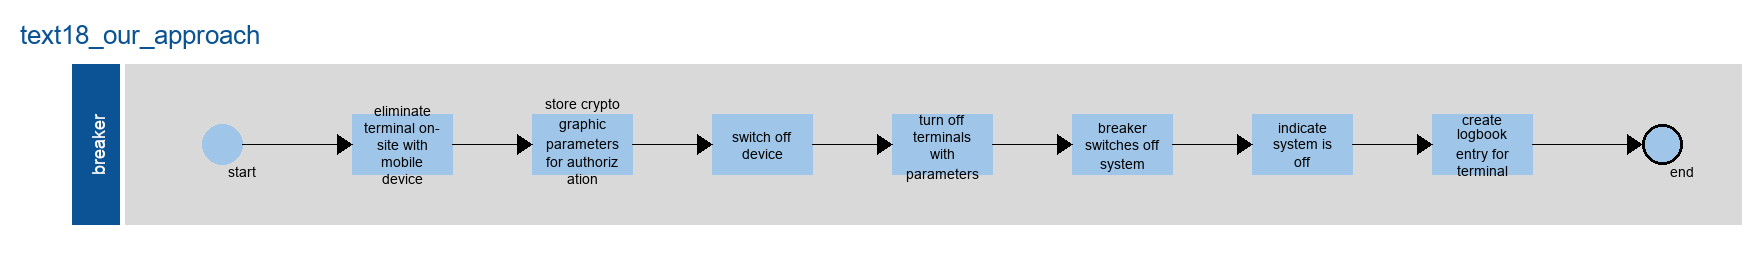 text18_our_approach
breaker
start
eliminate
terminal on-
site with
mobile
device
store crypto
graphic
parameters
for authoriz
ation
switch off
device
turn off
terminals
with
parameters
breaker
switches off
system
indicate
system is
off
create
logbook
entry for
terminal
end